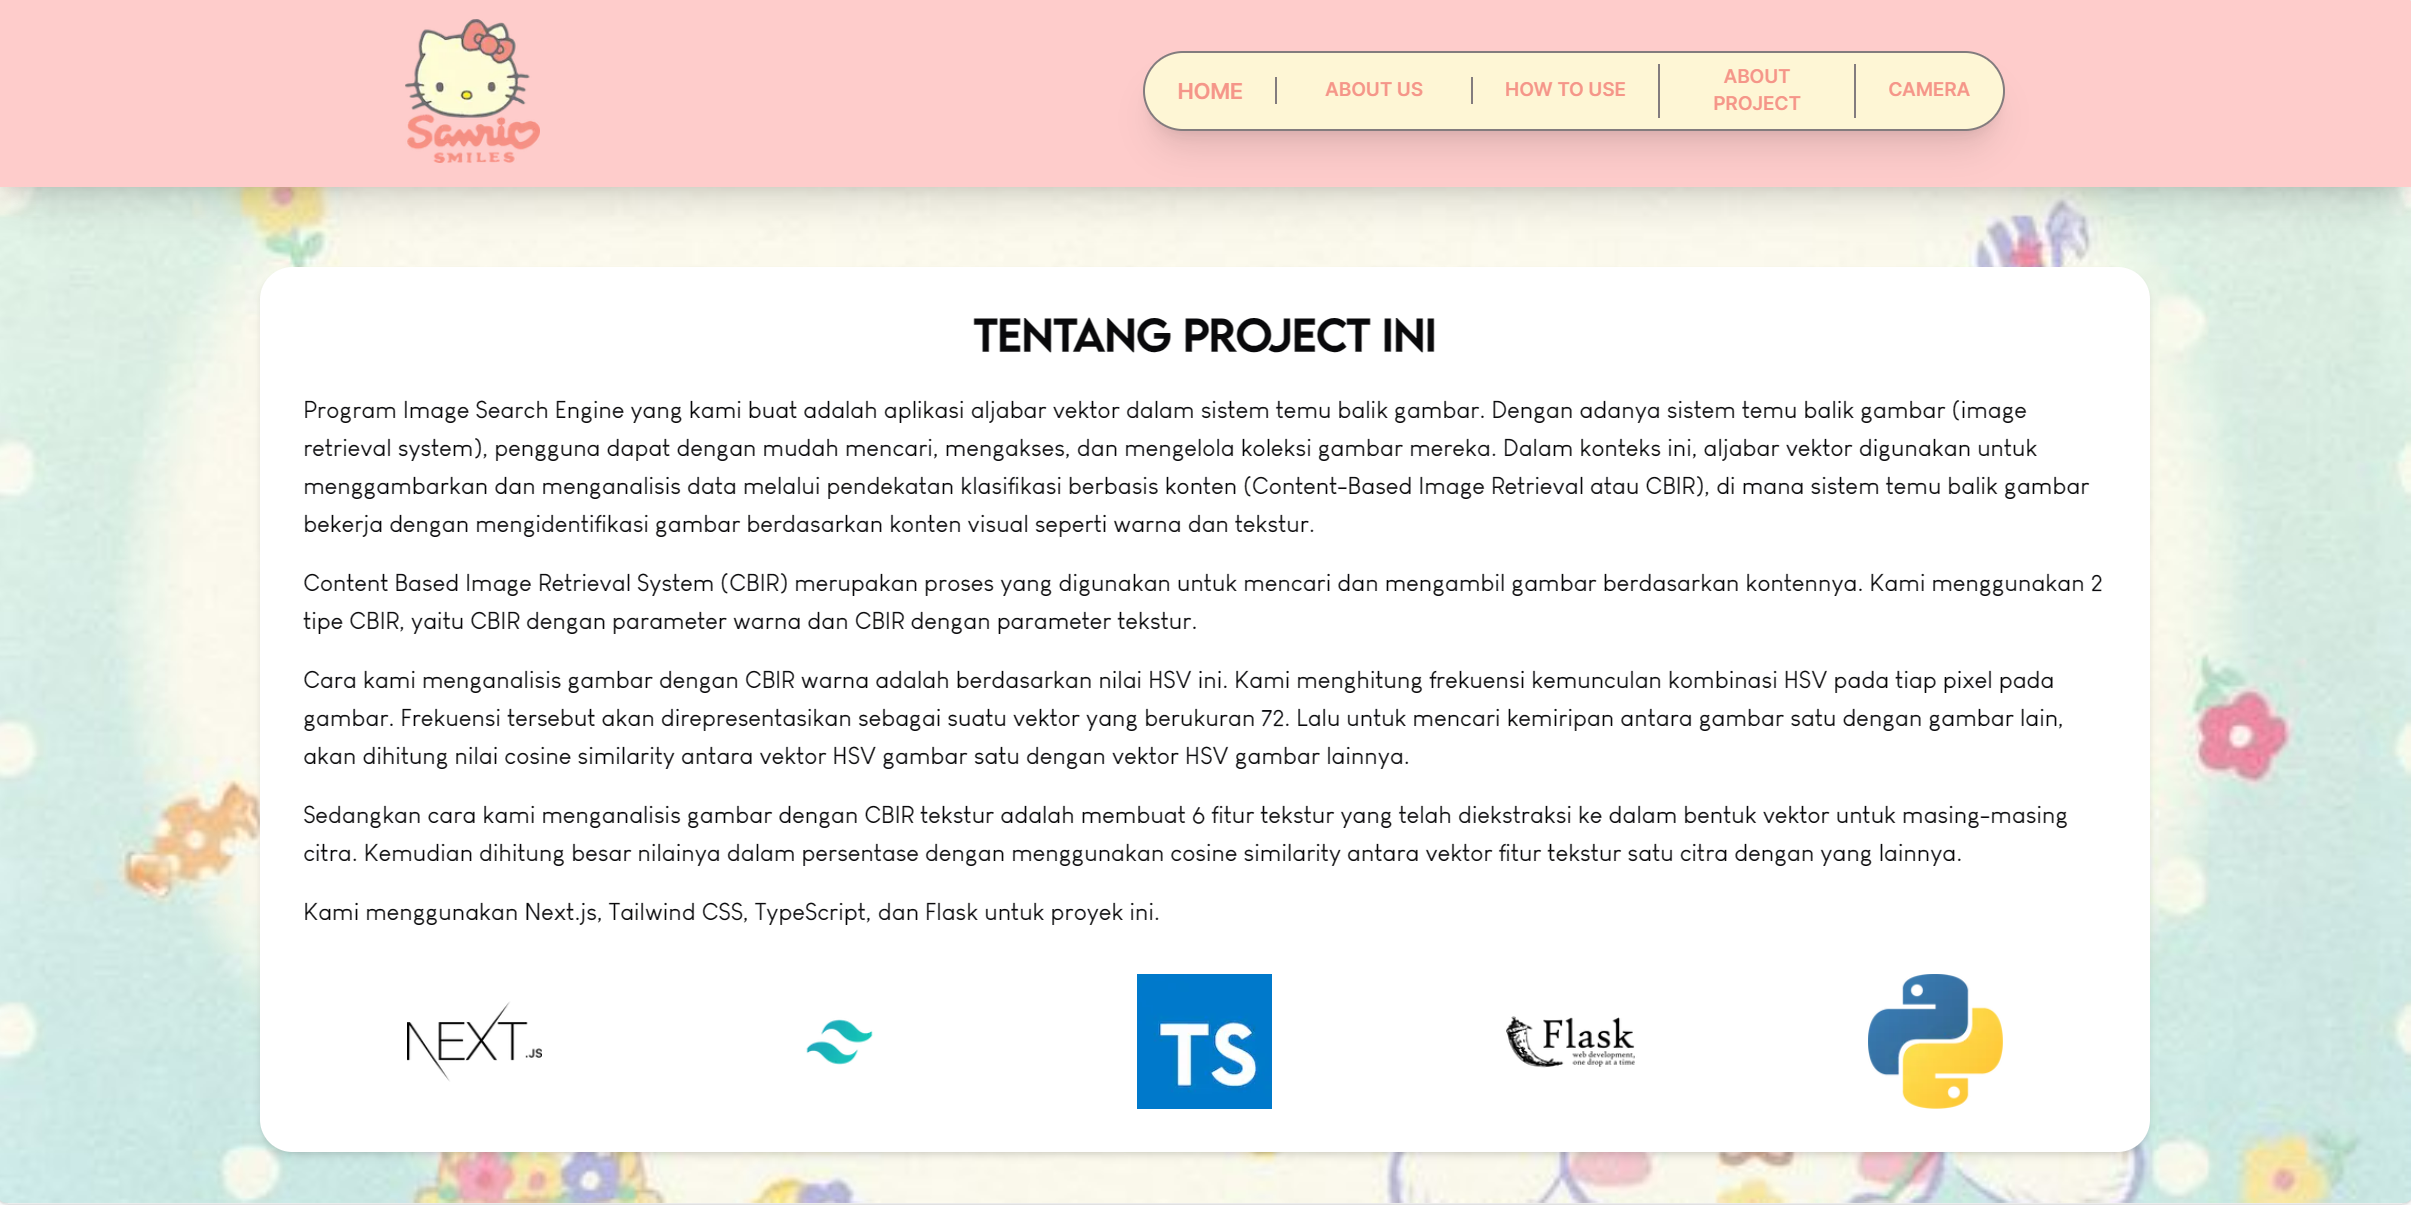 Sanrio
SMILES
HOME
ABOUT US
HOW TO USE
ABOUT
PROJECT
CAMERA
TENTANG PROJECT INI
Program Image Search Engine yang kami buat adalah aplikasi aljabar vektor dalam sistem temu balik gambar. Dengan adanya sistem temu balik gambar (image
retrieval system), pengguna dapat dengan mudah mencari, mengakses, dan mengelola koleksi gambar mereka. Dalam konteks ini, aljabar vektor digunakan untuk
menggambarkan dan menganalisis data melalui pendekatan klasifikasi berbasis konten (Content-Based Image Retrieval atau CBIR), di mana sistem temu balik gambar
bekerja dengan mengidentifikasi gambar berdasarkan konten visual seperti warna dan tekstur.
Content Based Image Retrieval System (CBIR) merupakan proses yang digunakan untuk mencari dan mengambil gambar berdasarkan kontennya. Kami menggunakan 2
tipe CBIR, yaitu CBIR dengan parameter warna dan CBIR dengan parameter tekstur.
Cara kami menganalisis gambar dengan CBIR warna adalah berdasarkan nilai HSV ini. Kami menghitung frekuensi kemunculan kombinasi HSV pada tiap pixel pada
gambar. Frekuensi tersebut akan direpresentasikan sebagai suatu vektor yang berukuran 72. Lalu untuk mencari kemiripan antara gambar satu dengan gambar lain,
akan dihitung nilai cosine similarity antara vektor HSV gambar satu dengan vektor HSV gambar lainnya.
Sedangkan cara kami menganalisis gambar dengan CBIR tekstur adalah membuat 6 fitur tekstur yang telah diekstraksi ke dalam bentuk vektor untuk masing-masing
citra. Kemudian dihitung besar nilainya dalam persentase dengan menggunakan cosine similarity antara vektor fitur tekstur satu citra dengan yang lainnya.
Kami menggunakan Next.js, Tailwind CSS, TypeScript, dan Flask untuk proyek ini.
NEXT.JS
TS
Flask
web development,
one drop at a time